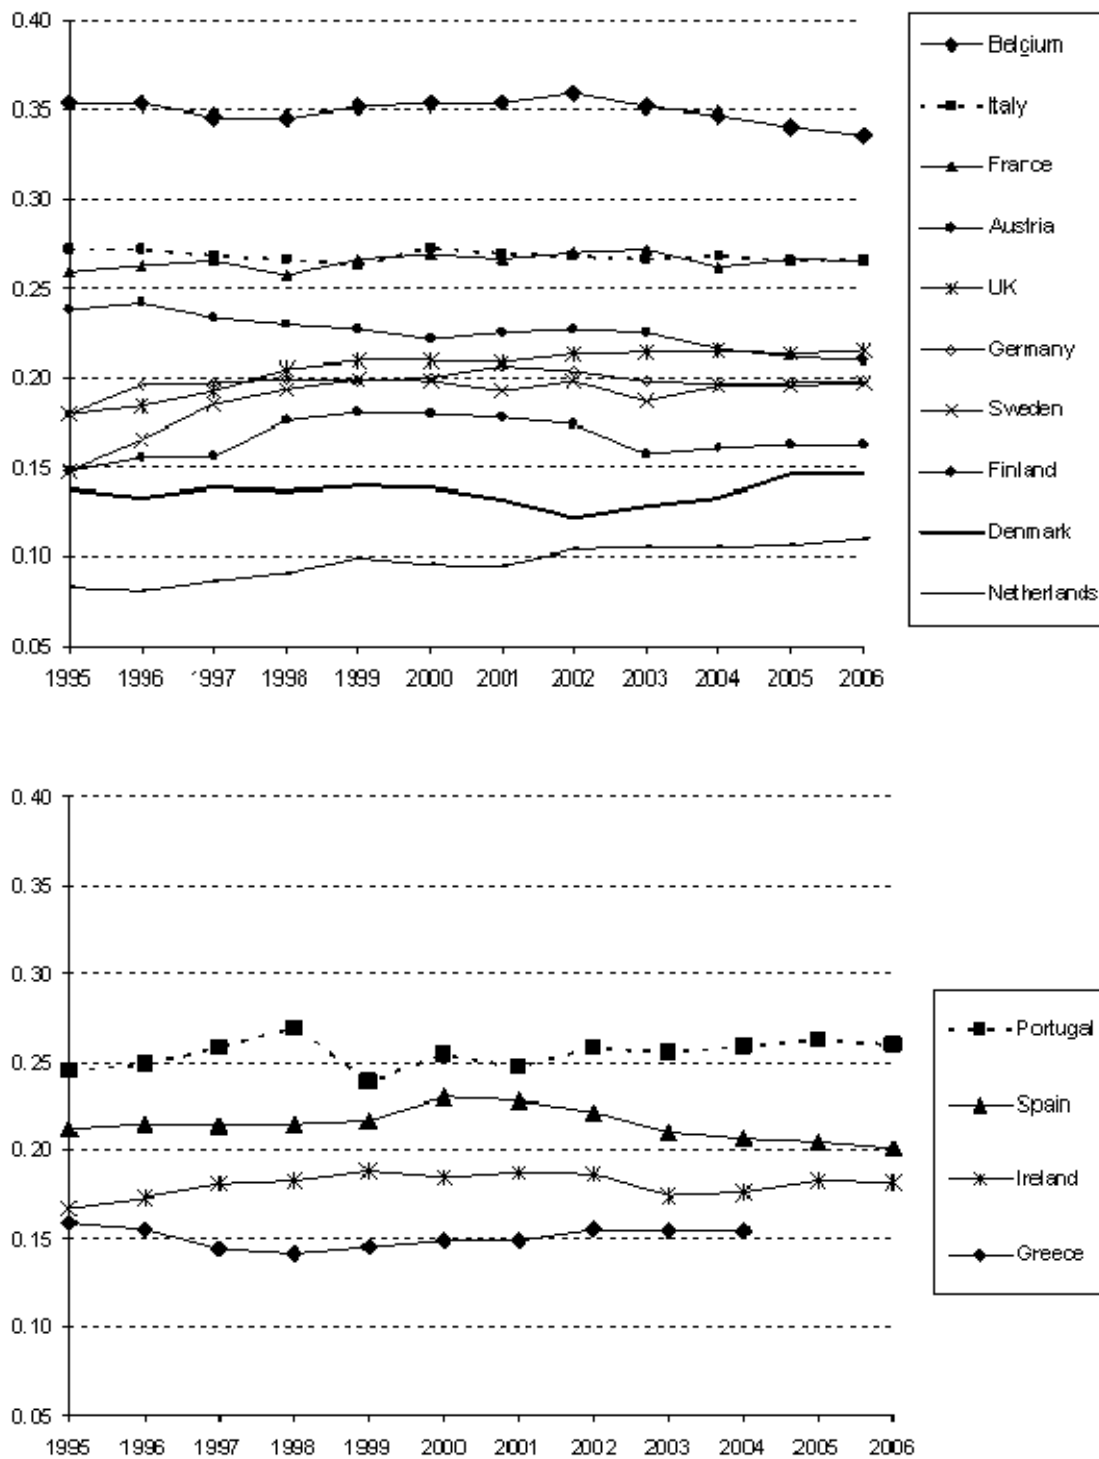 0.40
0.35
0.30
0.25
0.20
0.15
0.10
0.05
1995 1996 1997 1998 1999 2000 2001 2002 2003 2004 2005 2006
Belgium
Italy
France
Austria
UK
Germany
Sweden
Finland
Denmark
Netherlands
0.40
0.35
0.30
0.25
0.20
0.15
0.10
0.05
1995 1996 1997 1998 1999 2000 2001 2002 2003 2004 2005 2006
Portugal
Spain
Ireland
Greece